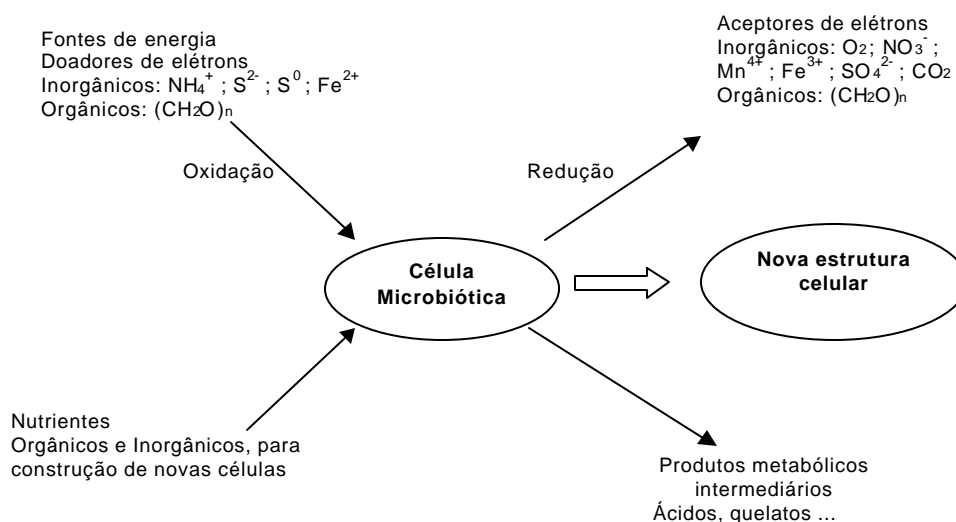 Fontes de energia
Doadores de elétrons
Inorgânicos: NH₄⁺ ; S²⁻ ; S⁰ ; Fe²⁺
Orgânicos: (CH₂O)ₙ
Aceptores de elétrons
Inorgânicos: O₂ ; NO₃⁻ ;
Mn⁴⁺ ; Fe³⁺ ; SO₄²⁻ ; CO₂
Orgânicos: (CH₂O)ₙ
Oxidação
Redução
Célula
Microbiótica
Nova estrutura
celular
Nutrientes
Orgânicos e Inorgânicos, para
construção de novas células
Produtos metabólicos
intermediários
Ácidos, quelatos ...